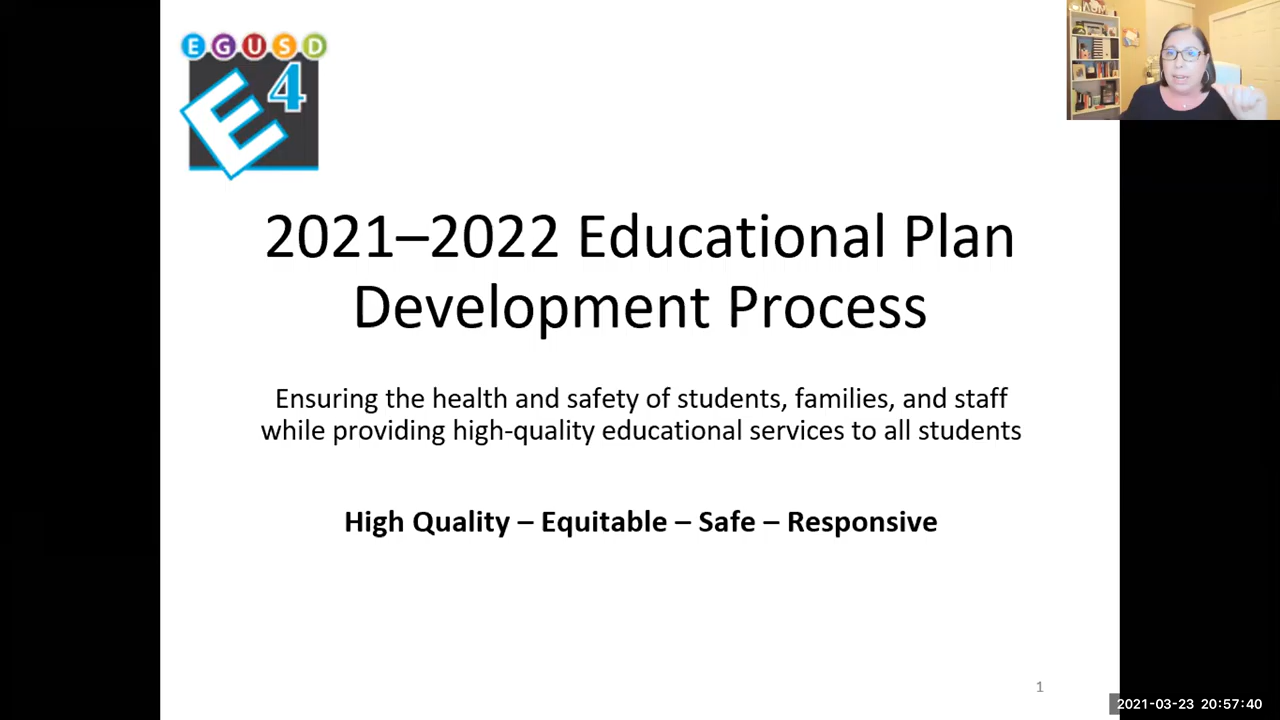 EGUSD
E4
2021–2022 Educational Plan
Development Process
Ensuring the health and safety of students, families, and staff
while providing high-quality educational services to all students
High Quality – Equitable – Safe – Responsive
1
2021-03-23 20:57:40